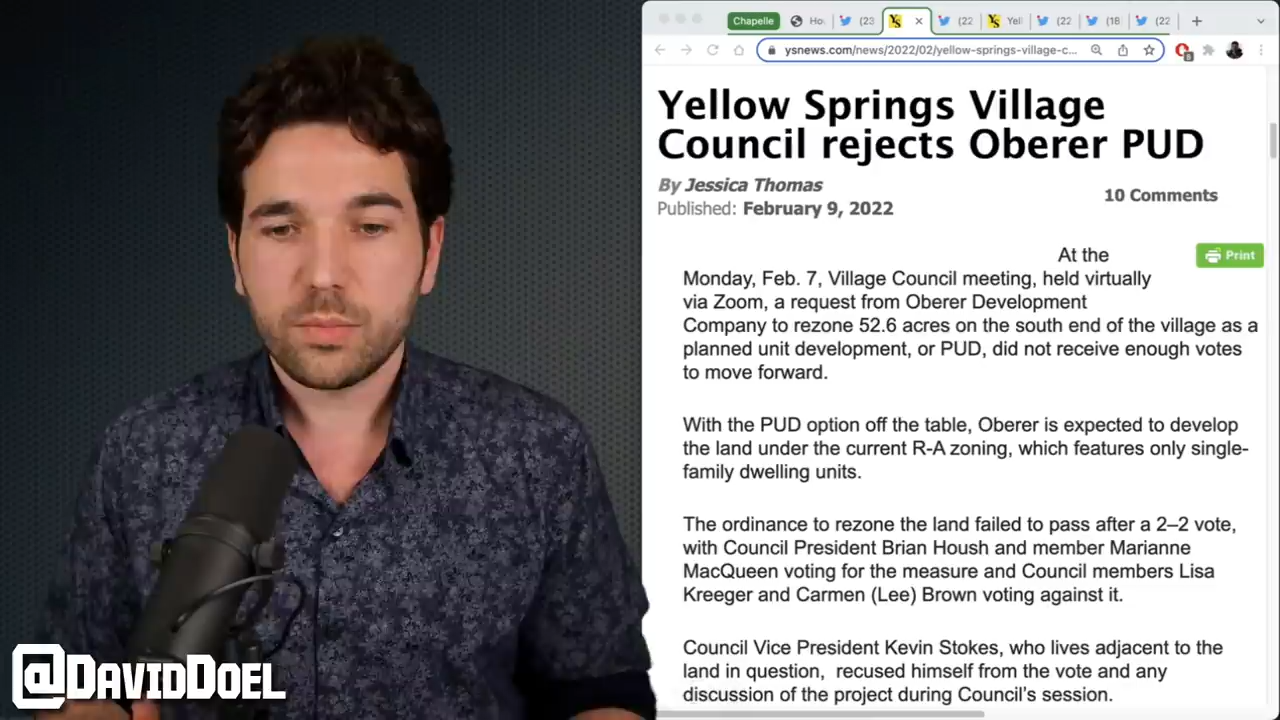 Chapelle
Ho
(23
(22
Yell
(22
(18
(22
ysnews.com/news/2022/02/yellow-springs-village-c...
Yellow Springs Village
Council rejects Oberer PUD
By Jessica Thomas
Published: February 9, 2022
10 Comments
At the
Print
Monday, Feb. 7, Village Council meeting, held virtually
via Zoom, a request from Oberer Development
Company to rezone 52.6 acres on the south end of the village as a
planned unit development, or PUD, did not receive enough votes
to move forward.
With the PUD option off the table, Oberer is expected to develop
the land under the current R-A zoning, which features only single-
family dwelling units.
The ordinance to rezone the land failed to pass after a 2–2 vote,
with Council President Brian Housh and member Marianne
MacQueen voting for the measure and Council members Lisa
Kreeger and Carmen (Lee) Brown voting against it.
Council Vice President Kevin Stokes, who lives adjacent to the
land in question, recused himself from the vote and any
discussion of the project during Council's session.
@DavidDoel